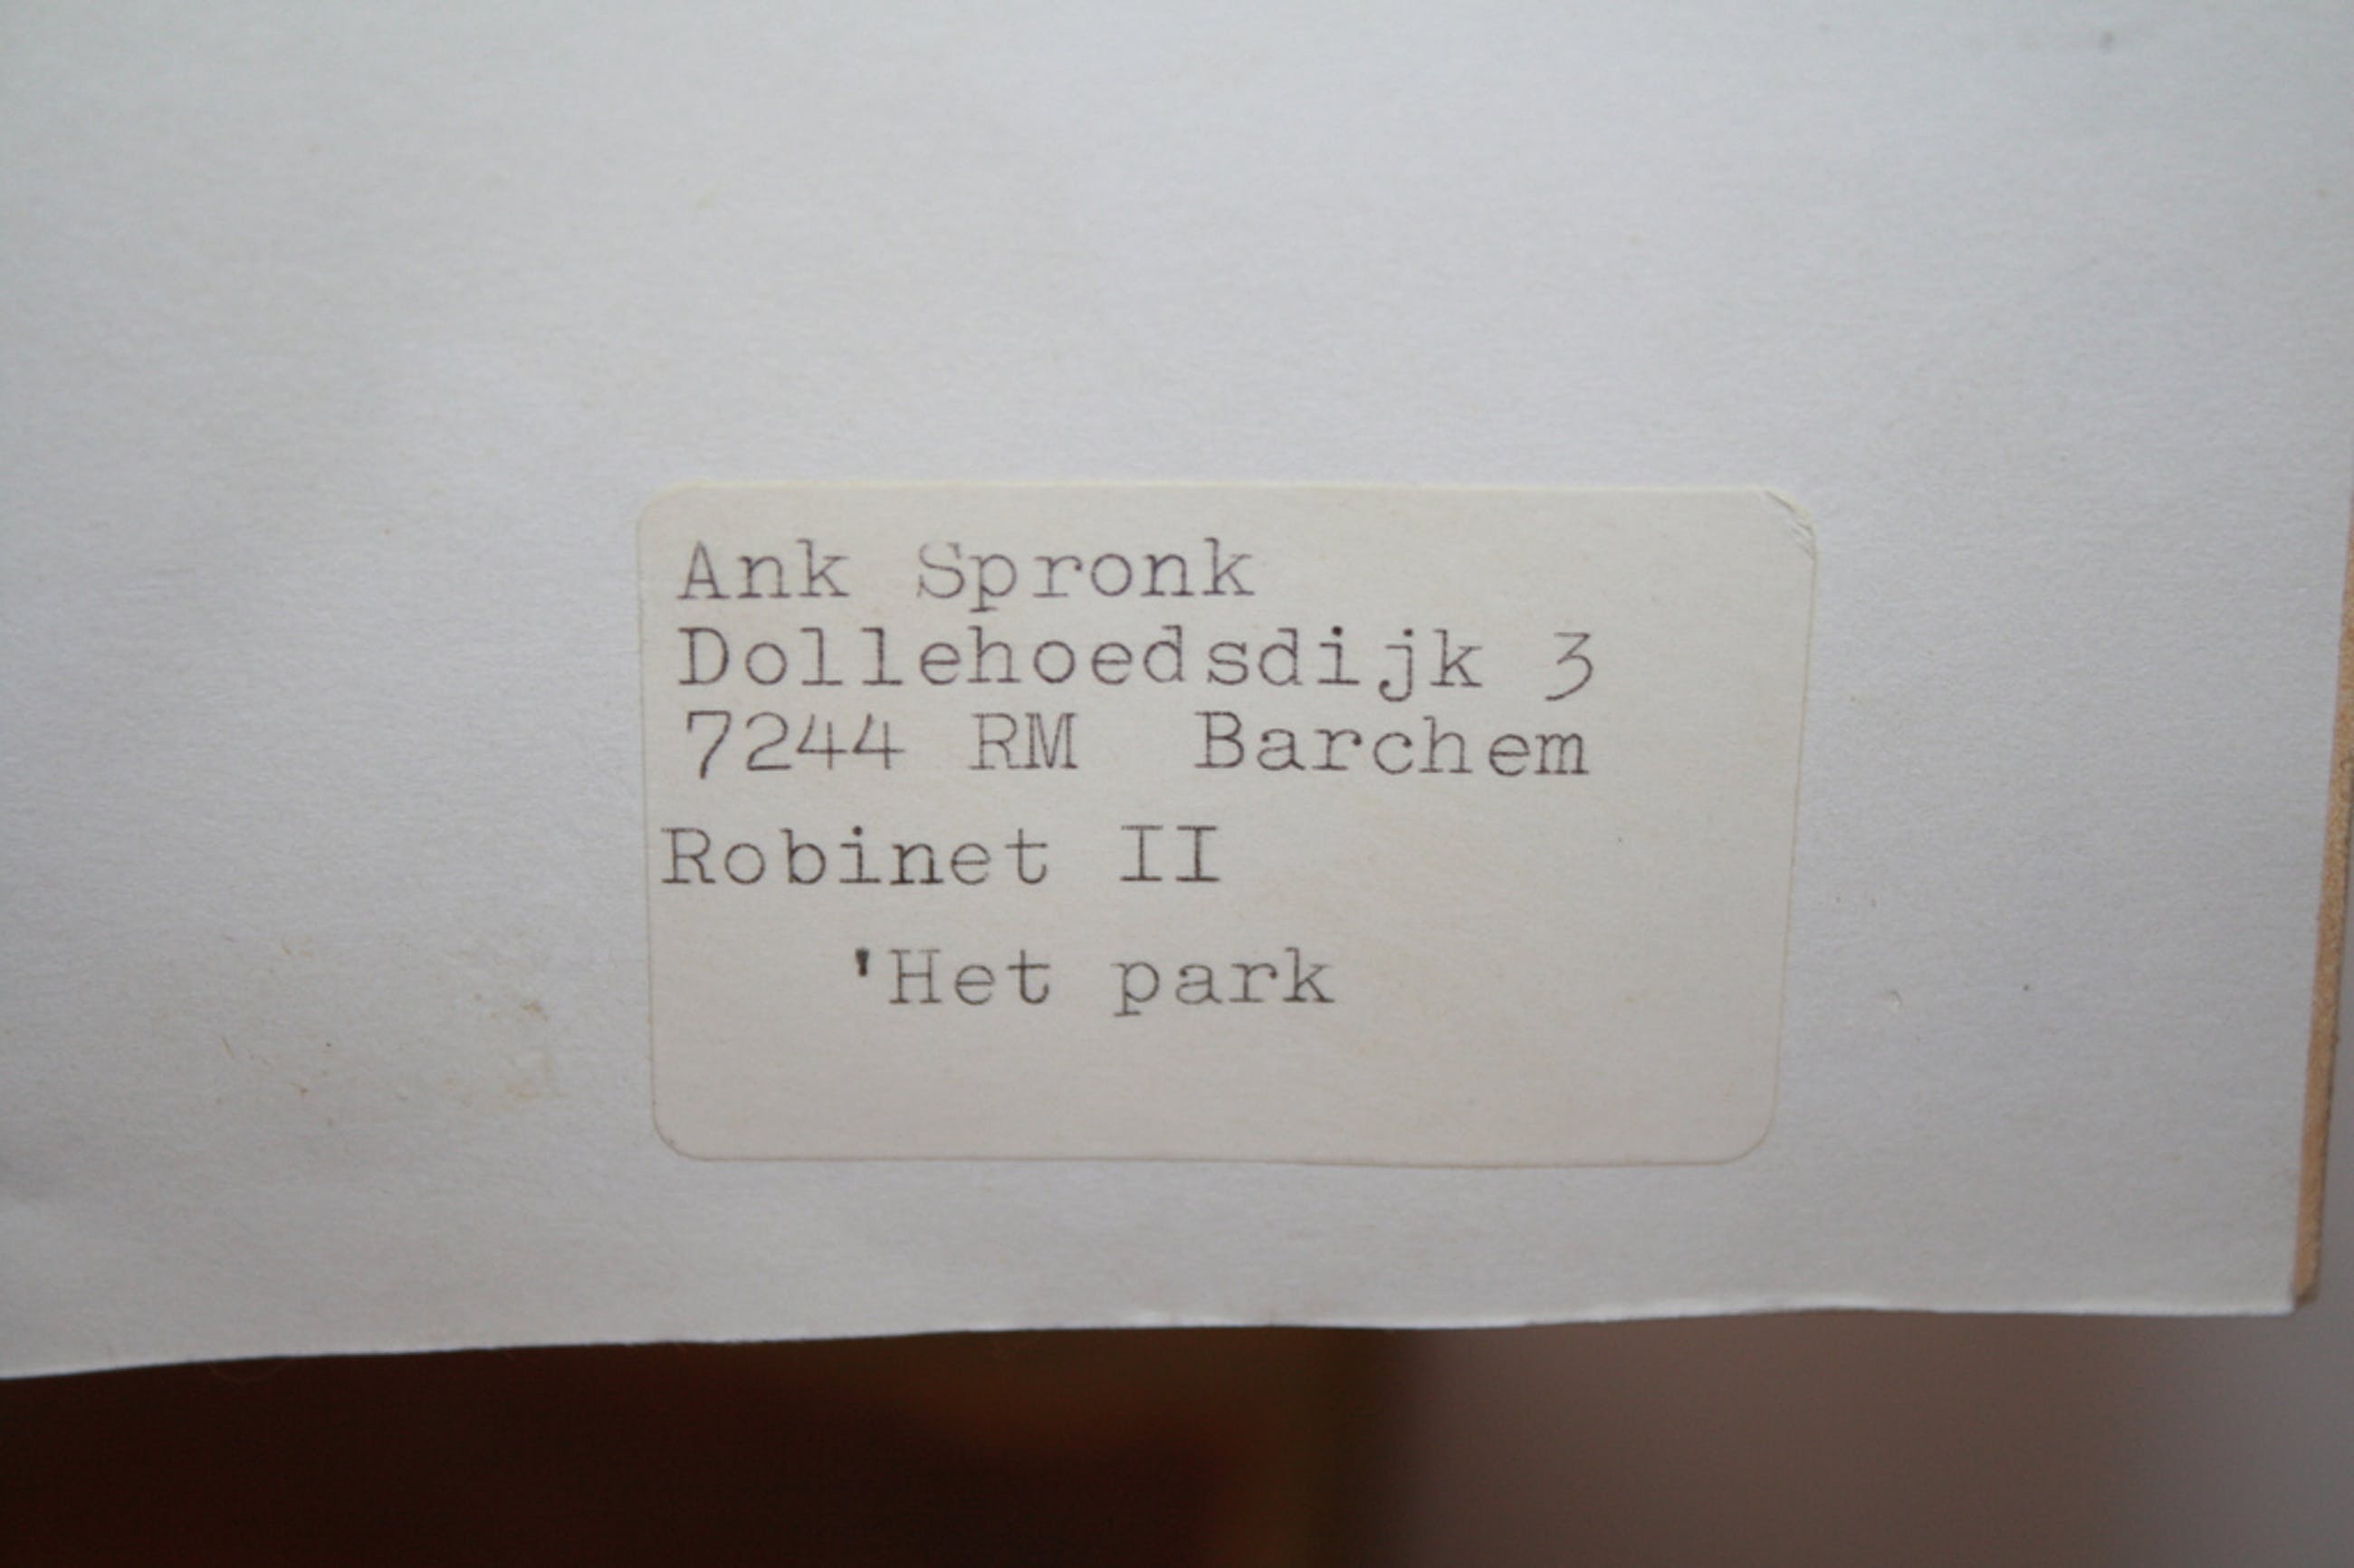 Ank Spronk
Dollehoedsdijk 3
7244 RM  Barchem
Robinet II
'Het park